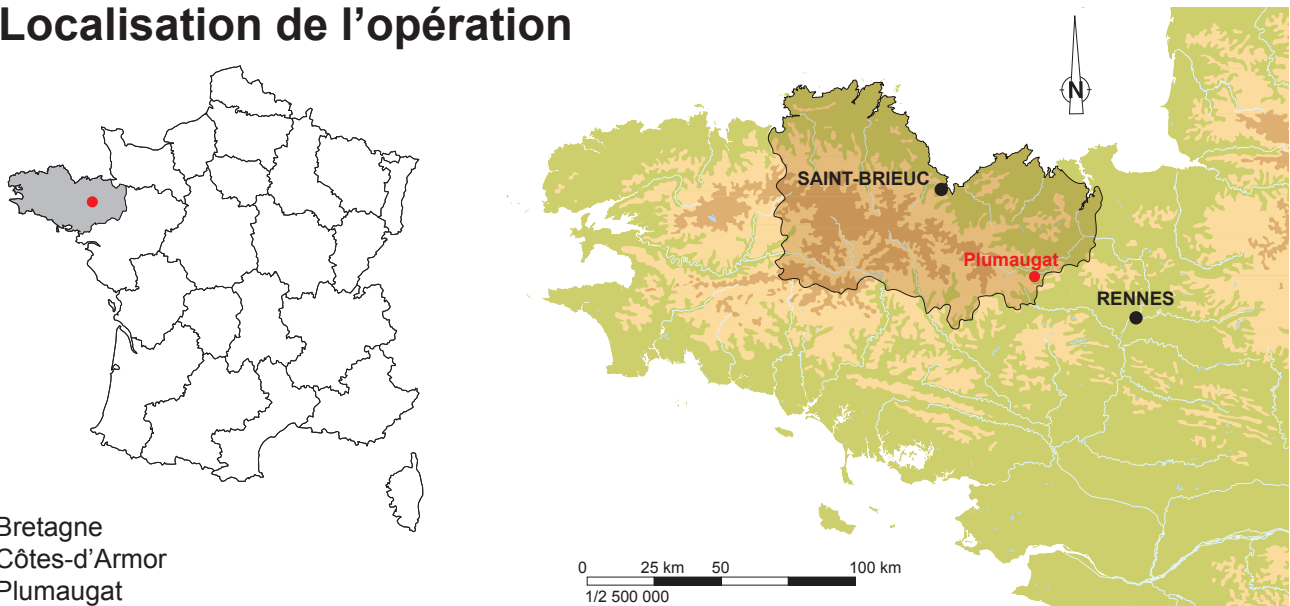 Localisation de l’opération
N
SAINT-BRIEUC
Plumaugat
RENNES
Bretagne
Côtes-d’Armor
Plumaugat
0 25 km 50 100 km
1/2 500 000